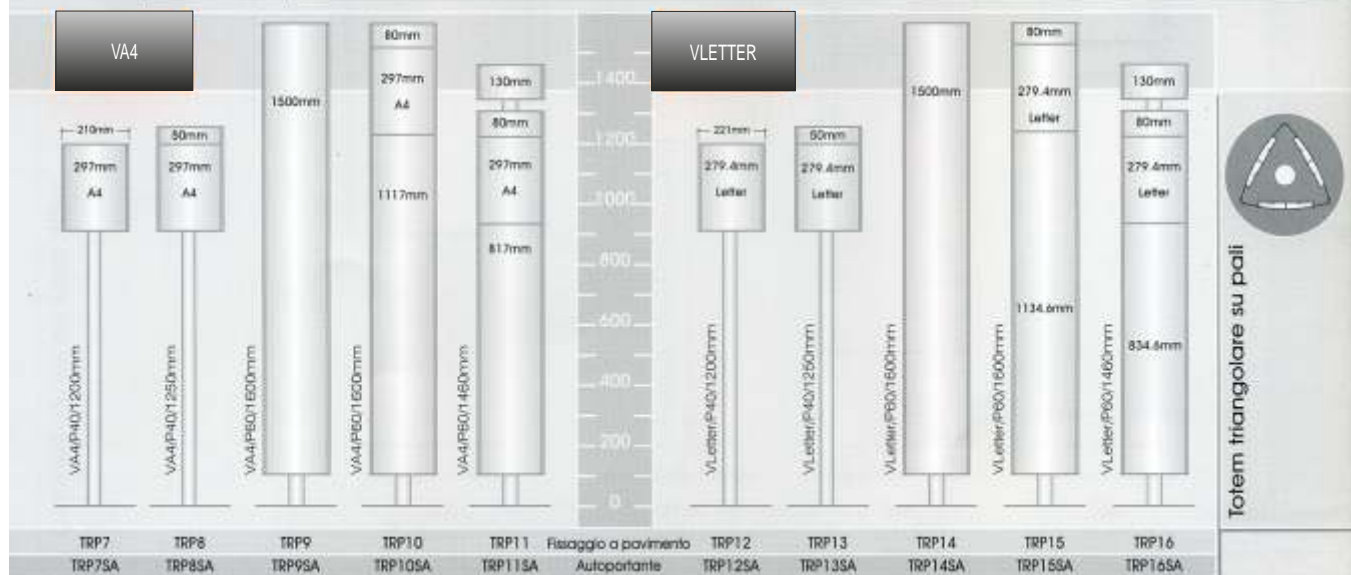 VA4
VLETTER
210mm
297mm
A4
VA4/P40/1200mm
50mm
297mm
A4
VA4/P40/1250mm
1500mm
VA4/P60/1600mm
80mm
297mm
A4
1117mm
VA4/P60/1600mm
130mm
80mm
297mm
A4
817mm
VA4/P60/1460mm
1400
1200
1000
800
600
400
200
0
221mm
279.4mm
Letter
VLetter/P40/1200mm
50mm
279.4mm
Letter
VLetter/P40/1250mm
1500mm
VLetter/P60/1600mm
80mm
279.4mm
Letter
1134.6mm
VLetter/P60/1600mm
130mm
80mm
279.4mm
Letter
834.6mm
VLetter/P60/1460mm
Totem triangolare su pali
TRP7 TRP8 TRP9 TRP10 TRP11 Fissaggio a pavimento TRP12 TRP13 TRP14 TRP15 TRP16
TRP7SA TRP8SA TRP9SA TRP10SA TRP11SA Autoportante TRP12SA TRP13SA TRP14SA TRP15SA TRP16SA